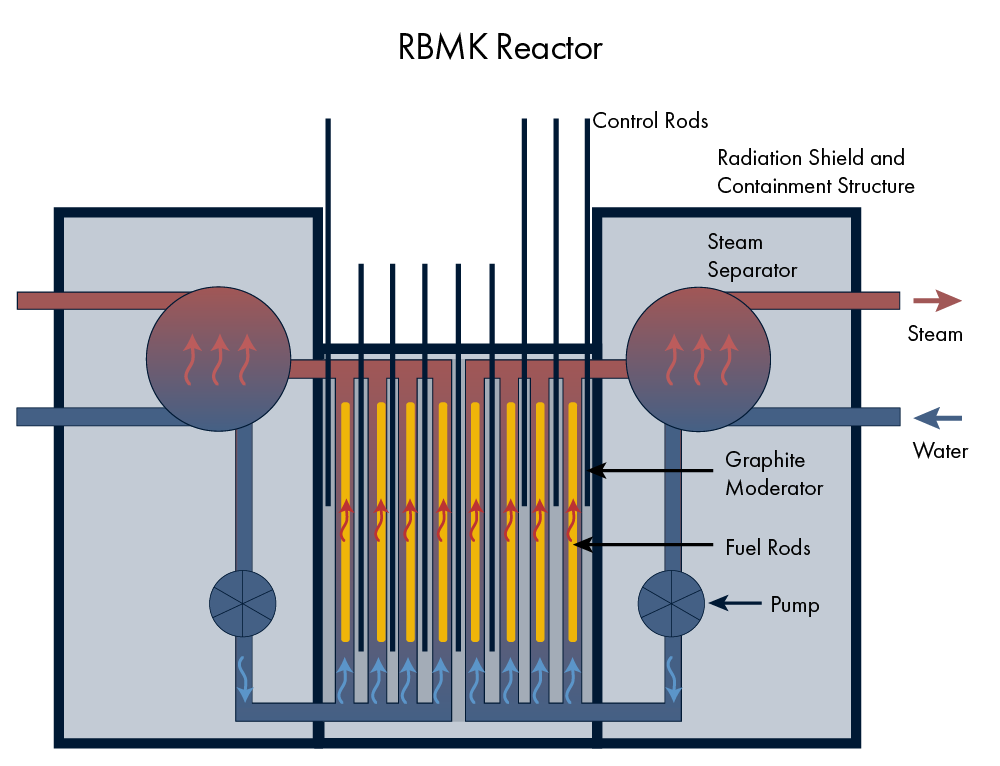 RBMK Reactor
Control Rods
Radiation Shield and
Containment Structure
Steam
Separator
Steam
Water
Graphite
Moderator
Fuel Rods
Pump